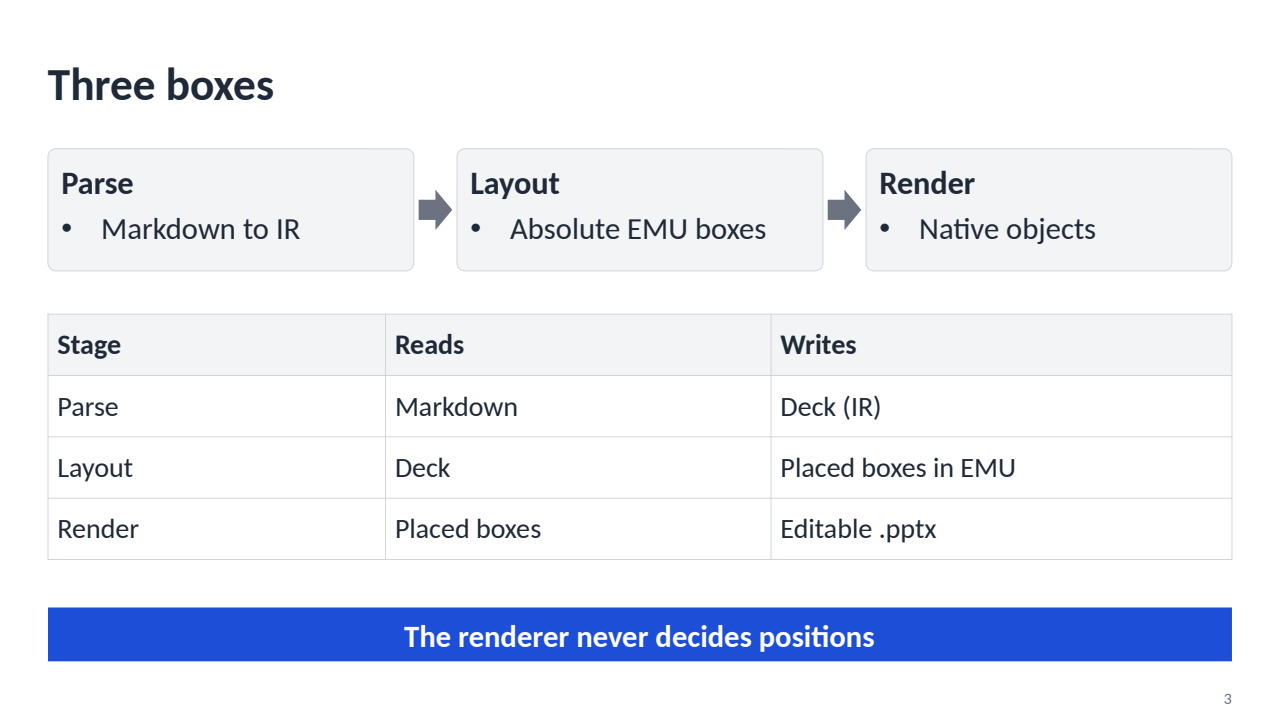 Three boxes
Parse
• Markdown to IR
Layout
• Absolute EMU boxes
Render
• Native objects
Stage Reads Writes
Parse Markdown Deck (IR)
Layout Deck Placed boxes in EMU
Render Placed boxes Editable .pptx
The renderer never decides positions
3